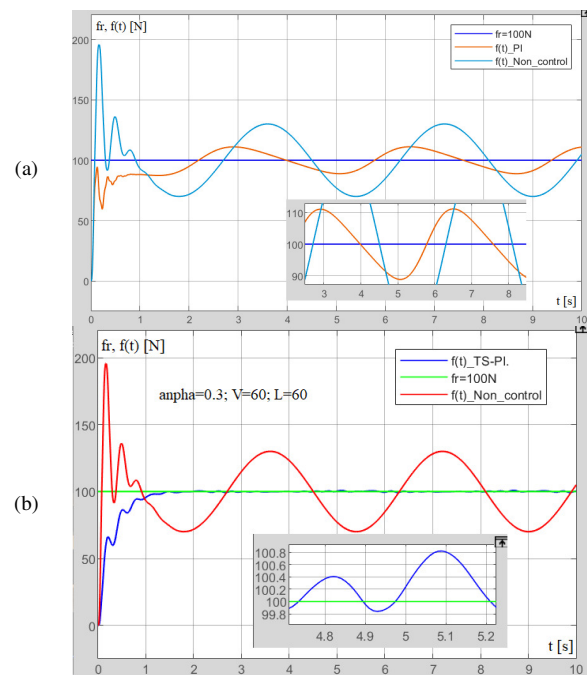 fr, f(t) [N]
fr=100N
f(t)_PI
f(t)_Non_control
200
150
(a)
100
50
0
110
100
90
3 4 5 6 7 8
t [s]
0 1 2 3 4 5 6 7 8 9 10
fr, f(t) [N]
f(t)_TS-PI.
fr=100N
f(t)_Non_control
200
anpha=0.3; V=60; L=60
150
(b)
100
50
0
100.8
100.6
100.4
100.2
100
99.8
4.8 4.9 5 5.1 5.2
t [s]
0 1 2 3 4 5 6 7 8 9 10